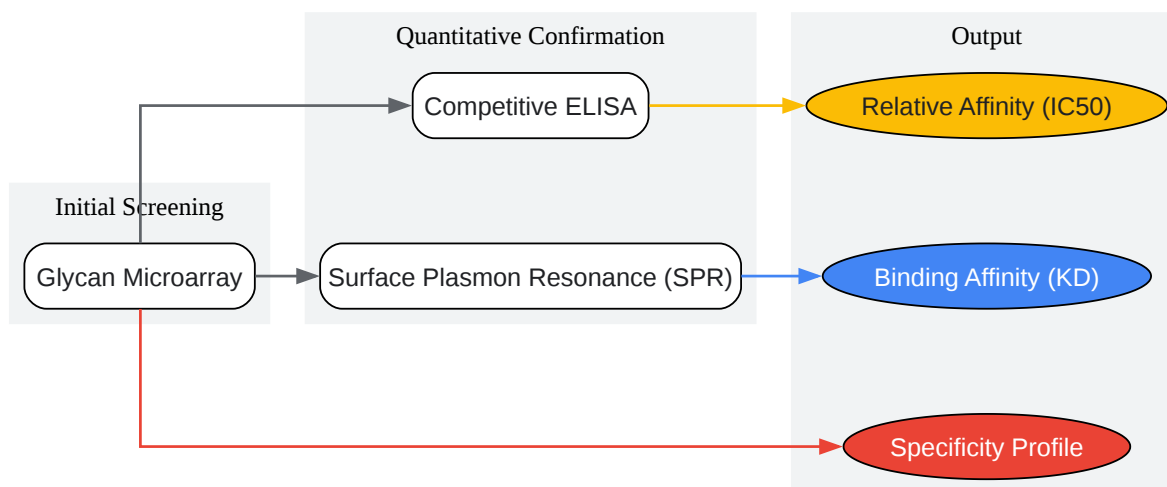 Quantitative Confirmation
Output
Competitive ELISA
Relative Affinity (IC50)
Initial Screening
Glycan Microarray
Surface Plasmon Resonance (SPR)
Binding Affinity (KD)
Specificity Profile